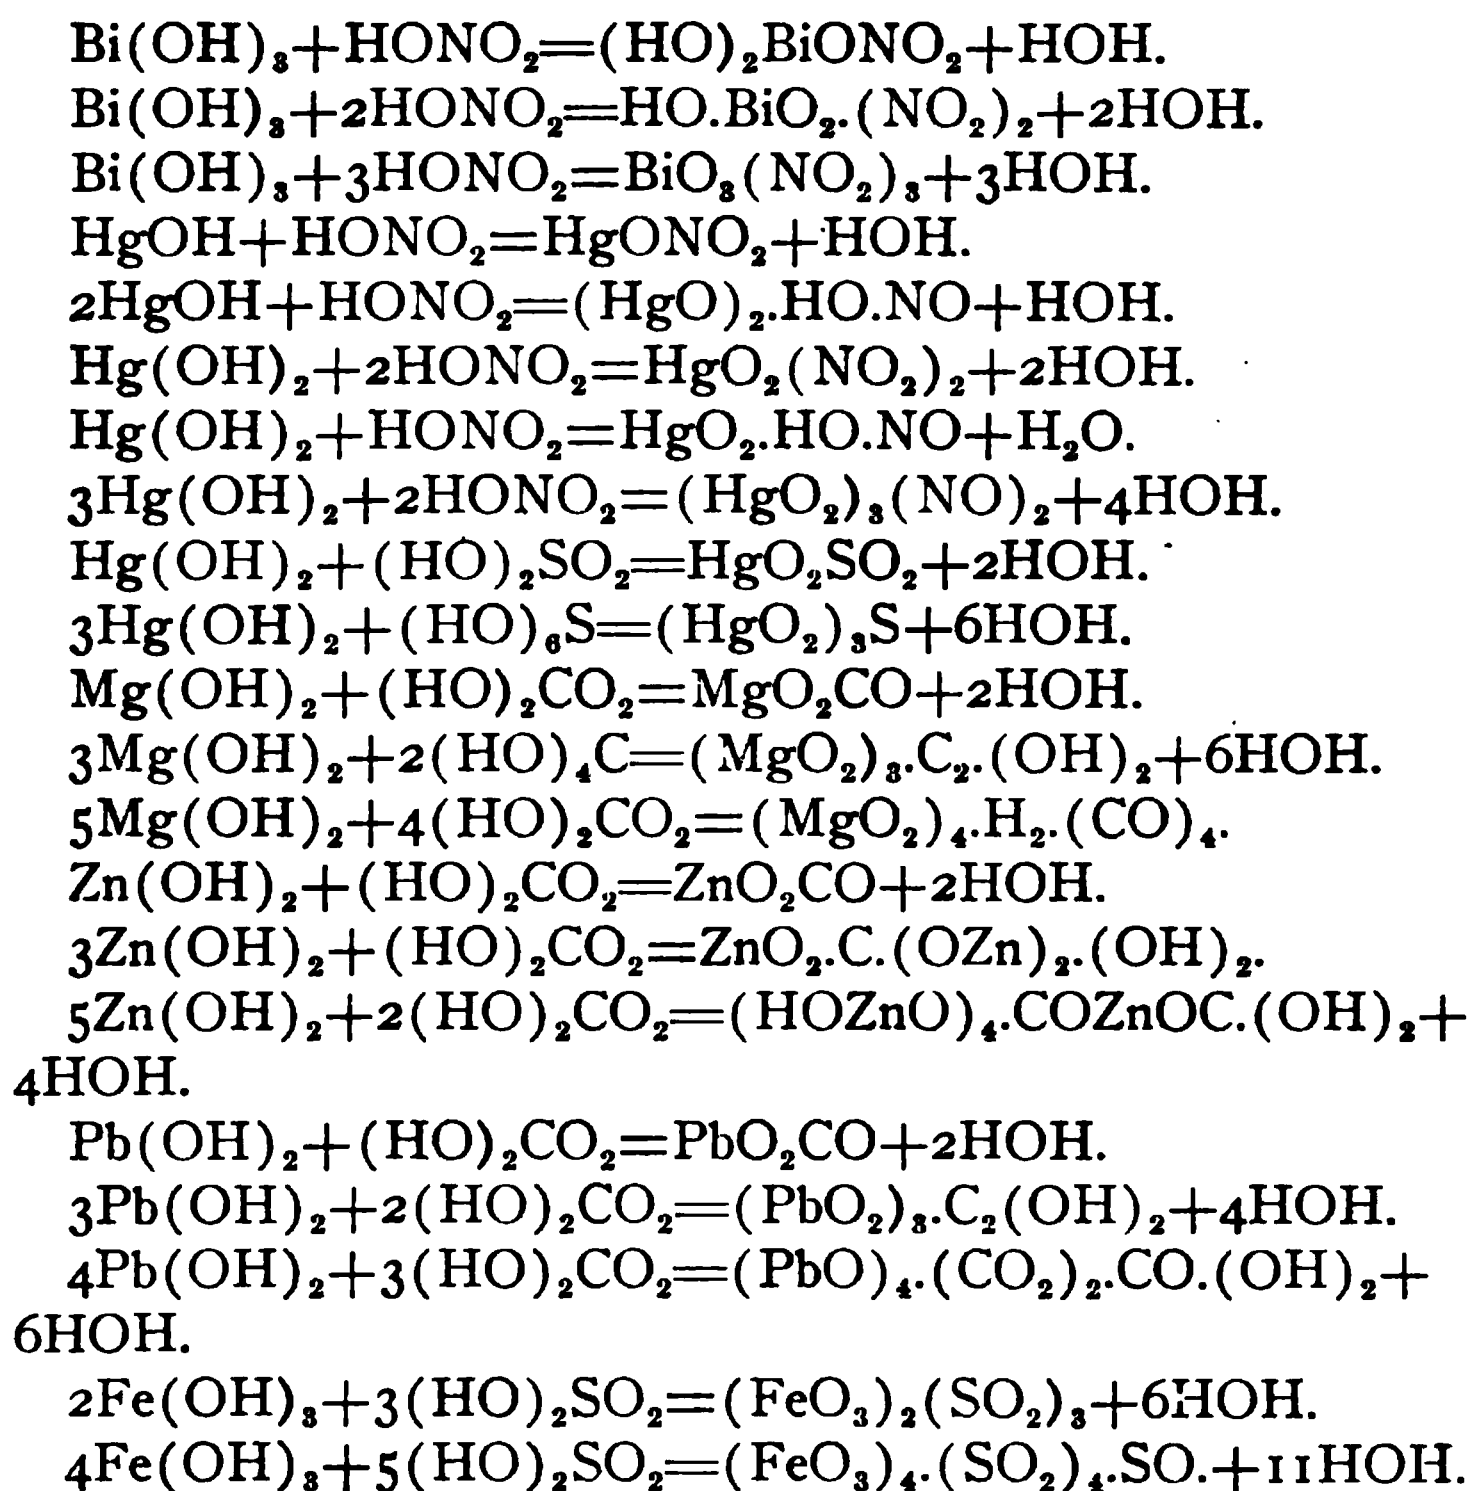 Bi(OH)₃+HONO₂=(HO)₂BiONO₂+HOH.
Bi(OH)₃+2HONO₂=HO.BiO₂.(NO₂)₂+2HOH.
Bi(OH)₃+3HONO₂=BiO₃(NO₂)₃+3HOH.
HgOH+HONO₂=HgONO₂+HOH.
2HgOH+HONO₂=(HgO)₂.HO.NO+HOH.
Hg(OH)₂+2HONO₂=HgO₂(NO₂)₂+2HOH.
Hg(OH)₂+HONO₂=HgO₂.HO.NO+H₂O.
3Hg(OH)₂+2HONO₂=(HgO₂)₃(NO)₂+4HOH.
Hg(OH)₂+(HO)₂SO₂=HgO₂SO₂+2HOH.
3Hg(OH)₂+(HO)₆S=(HgO₂)₃S+6HOH.
Mg(OH)₂+(HO)₂CO₂=MgO₂CO+2HOH.
3Mg(OH)₂+2(HO)₄C=(MgO₂)₃.C₂.(OH)₂+6HOH.
5Mg(OH)₂+4(HO)₂CO₂=(MgO₂)₄.H₂.(CO)₄.
Zn(OH)₂+(HO)₂CO₂=ZnO₂CO+2HOH.
3Zn(OH)₂+(HO)₂CO₂=ZnO₂.C.(OZn)₂.(OH)₂.
5Zn(OH)₂+2(HO)₂CO₂=(HOZnO)₄.COZnOC.(OH)₂+
4HOH.
Pb(OH)₂+(HO)₂CO₂=PbO₂CO+2HOH.
3Pb(OH)₂+2(HO)₂CO₂=(PbO₂)₃.C₂(OH)₂+4HOH.
4Pb(OH)₂+3(HO)₂CO₂=(PbO)₄.(CO₂)₂.CO.(OH)₂+
6HOH.
2Fe(OH)₃+3(HO)₂SO₂=(FeO₃)₂(SO₂)₃+6HOH.
4Fe(OH)₃+5(HO)₂SO₂=(FeO₃)₄.(SO₂)₄.SO.+11HOH.